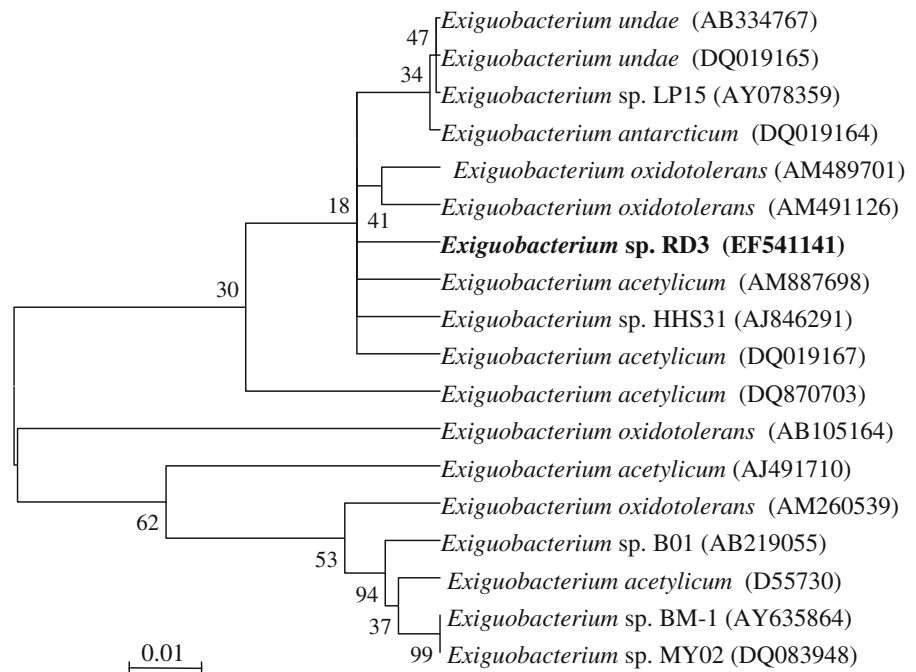 Exiguobacterium undae (AB334767)
47
Exiguobacterium undae (DQ019165)
34
Exiguobacterium sp. LP15 (AY078359)
Exiguobacterium antarcticum (DQ019164)
Exiguobacterium oxidotolerans (AM489701)
18
41
Exiguobacterium oxidotolerans (AM491126)
Exiguobacterium sp. RD3 (EF541141)
Exiguobacterium acetylicum (AM887698)
30
Exiguobacterium sp. HHS31 (AJ846291)
Exiguobacterium acetylicum (DQ019167)
Exiguobacterium acetylicum (DQ870703)
Exiguobacterium oxidotolerans (AB105164)
Exiguobacterium acetylicum (AJ491710)
62
Exiguobacterium oxidotolerans (AM260539)
53
Exiguobacterium sp. B01 (AB219055)
94
Exiguobacterium acetylicum (D55730)
37
Exiguobacterium sp. BM-1 (AY635864)
99
Exiguobacterium sp. MY02 (DQ083948)
0.01